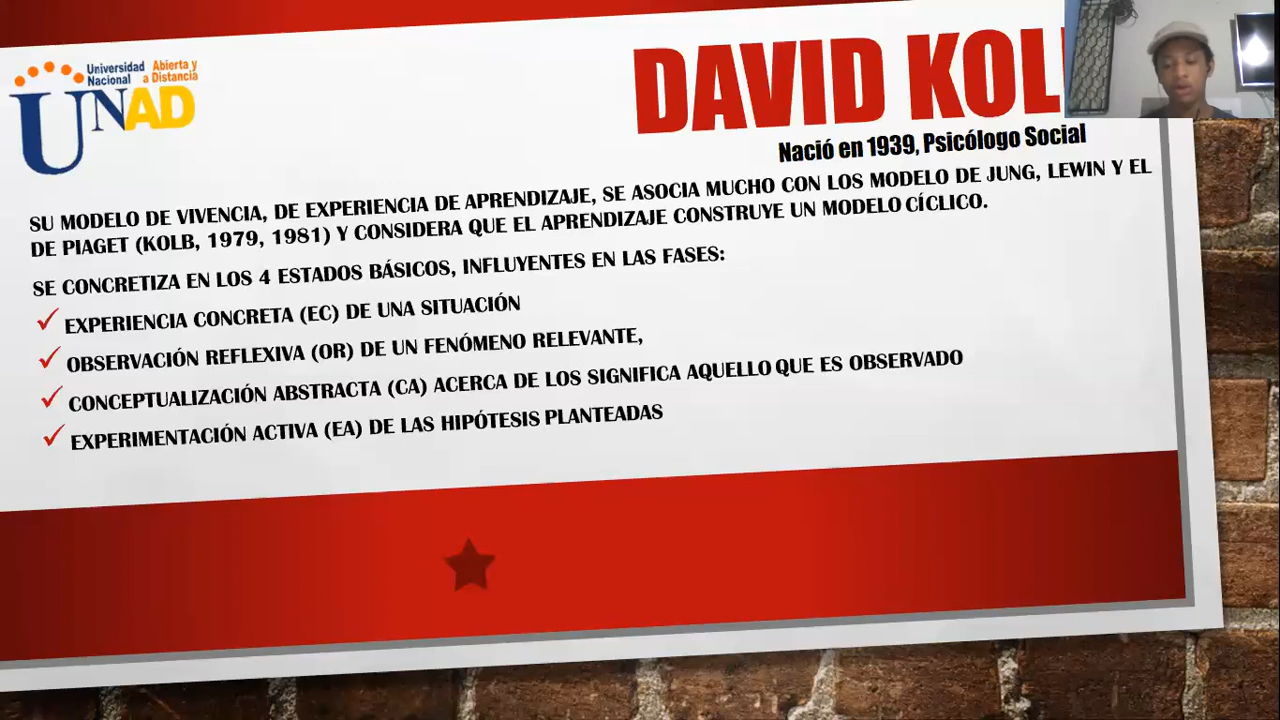 Universidad Abierta y
Nacional a Distancia
UNAD
DAVID KOL
Nació en 1939, Psicólogo Social
SU MODELO DE VIVENCIA, DE EXPERIENCIA DE APRENDIZAJE, SE ASOCIA MUCHO CON LOS MODELO DE JUNG, LEWIN Y EL
DE PIAGET (KOLB, 1979, 1981) Y CONSIDERA QUE EL APRENDIZAJE CONSTRUYE UN MODELO CÍCLICO.
SE CONCRETIZA EN LOS 4 ESTADOS BÁSICOS, INFLUYENTES EN LAS FASES:
✓ EXPERIENCIA CONCRETA (EC) DE UNA SITUACIÓN
✓ OBSERVACIÓN REFLEXIVA (OR) DE UN FENÓMENO RELEVANTE,
✓ CONCEPTUALIZACIÓN ABSTRACTA (CA) ACERCA DE LOS SIGNIFICA AQUELLO QUE ES OBSERVADO
✓ EXPERIMENTACIÓN ACTIVA (EA) DE LAS HIPÓTESIS PLANTEADAS